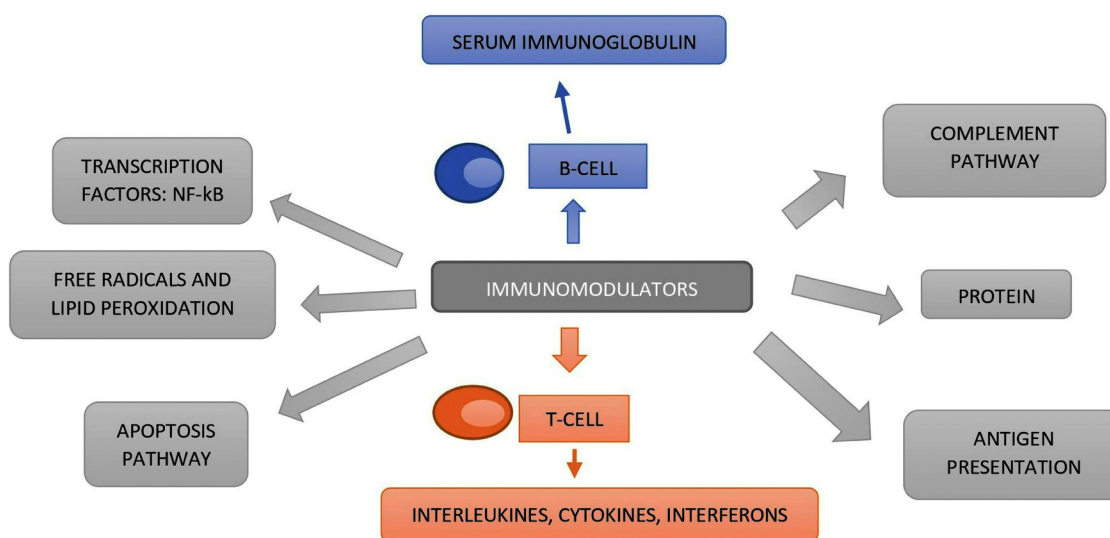 SERUM IMMUNOGLOBULIN
COMPLEMENT
PATHWAY
TRANSCRIPTION
FACTORS: NF-kB
B-CELL
FREE RADICALS AND
LIPID PEROXIDATION
IMMUNOMODULATORS
PROTEIN
T-CELL
APOPTOSIS
PATHWAY
ANTIGEN
PRESENTATION
INTERLEUKINES, CYTOKINES, INTERFERONS